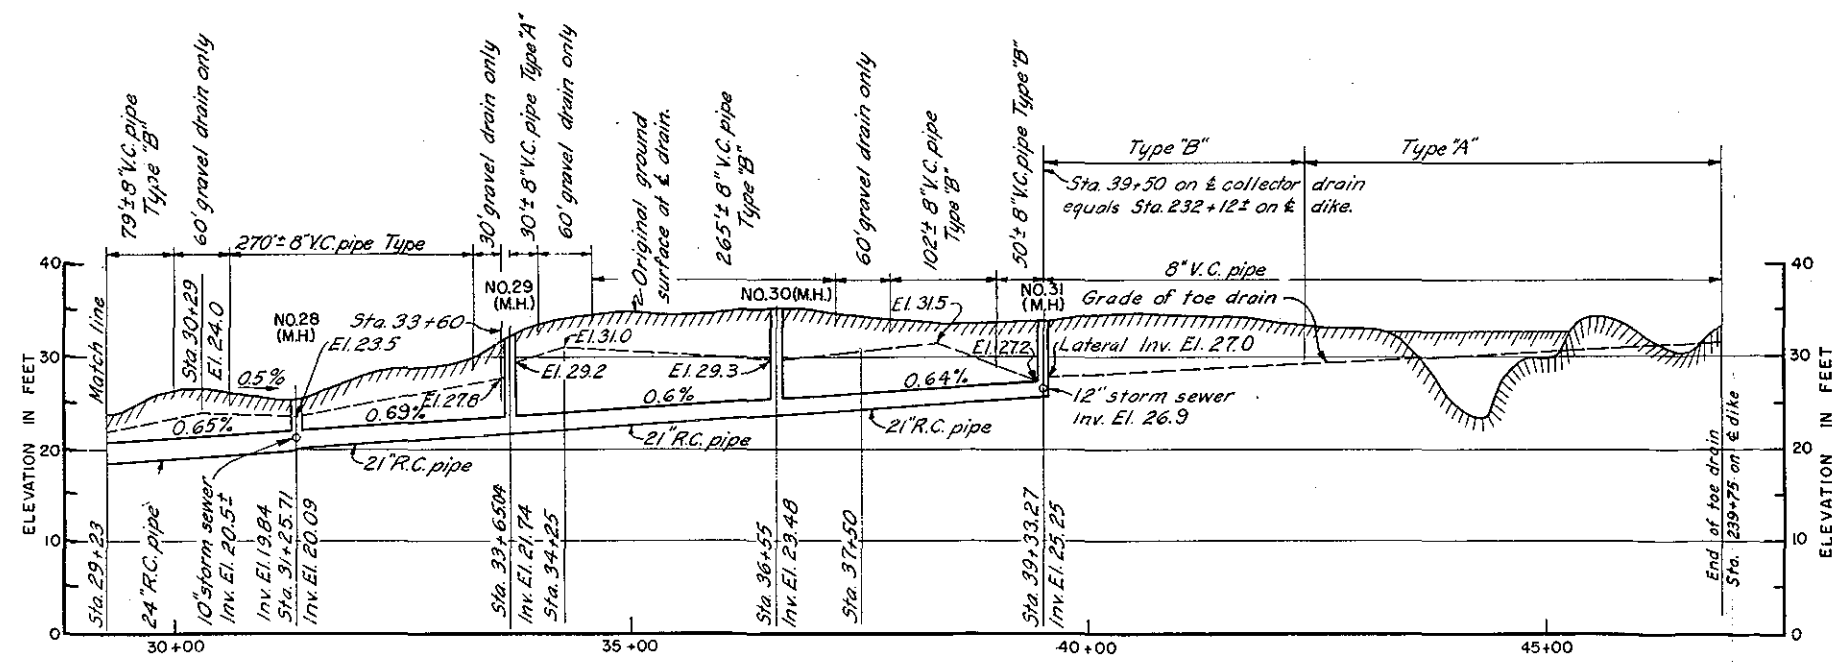 79'± 8" V.C. pipe
Type "B"
60' gravel drain only
270'± 8" V.C. pipe Type
30' gravel drain only
30'± 8" V.C. pipe Type "A"
60' gravel drain only
Original ground
surface at ℄ drain.
265'± 8" V.C. pipe
Type "B"
60' gravel drain only
102'± 8" V.C. pipe
Type "B"
50'± 8" V.C. pipe Type "B"
Type "B"
Type "A"
Sta. 39+50 on ℄ collector drain
equals Sta. 232+12± on ℄ dike.
8" V.C. pipe
Grade of toe drain
40
30
20
10
0
ELEVATION IN FEET
Match line
Sta. 30+29
El. 24.0
0.5%
NO. 28
(M.H)
El. 23.5
Sta. 33+60
NO. 29
(M.H.)
El. 31.0
El. 29.2
El. 27.8
El. 29.3
NO. 30 (M.H.)
El. 31.5
NO. 31
(M.H)
El. 27.2
Lateral Inv. El. 27.0
12" storm sewer
Inv. El. 26.9
0.65%
0.69%
0.6%
0.64%
21" R.C. pipe
21" R.C. pipe
21" R.C. pipe
Sta. 29+23
24" R.C. pipe
10" storm sewer
Inv. El. 20.5±
Inv. El. 19.84
Sta. 31+25.71
Inv. El. 20.09
Sta. 33+65.04
Inv. El. 21.74
Sta. 34+25
Sta. 36+55
Inv. El. 23.48
Sta. 37+50
Sta. 39+33.27
Inv. El. 25.25
End of toe drain
Sta. 239+75 on ℄ dike
40
30
20
10
0
ELEVATION IN FEET
30+00
35+00
40+00
45+00